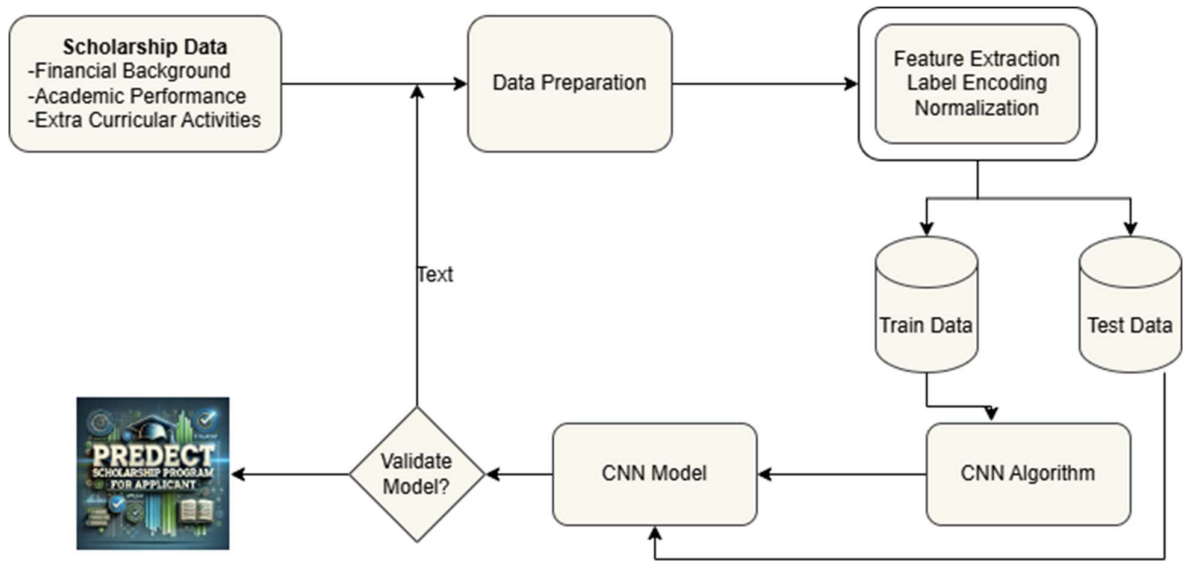 Scholarship Data
-Financial Background
-Academic Performance
-Extra Curricular Activities
Data Preparation
Feature Extraction
Label Encoding
Normalization
Train Data
Test Data
Text
CNN Algorithm
CNN Model
Validate
Model?
PREDECT
SCHOLARSHIP PROGRAM
FOR APPLICANT